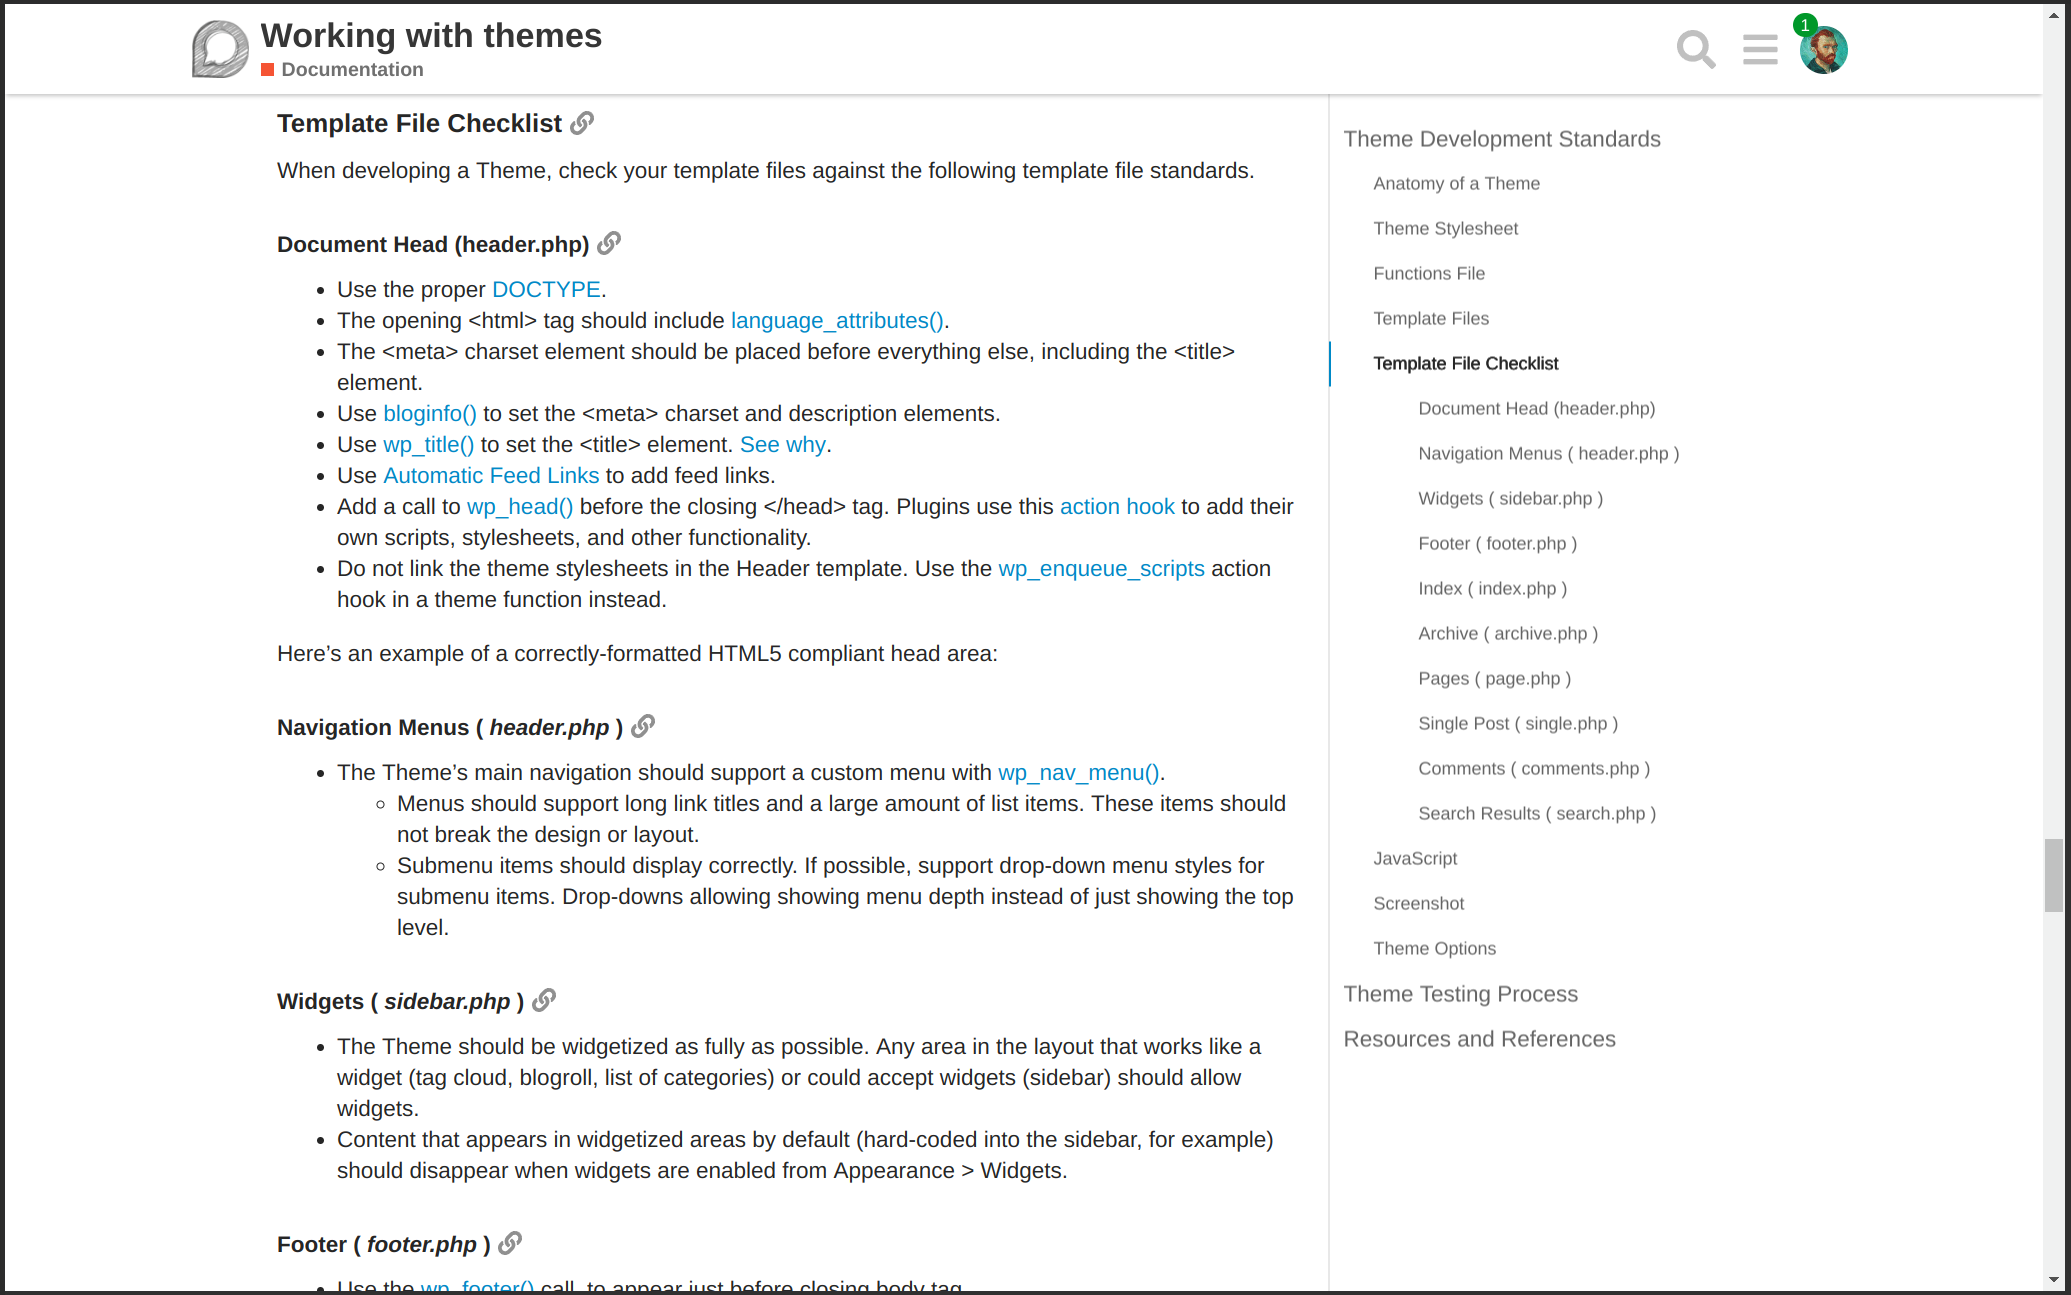 Working with themes
Documentation
1
Template File Checklist
When developing a Theme, check your template files against the following template file standards.
Document Head (header.php)
Use the proper DOCTYPE.
The opening <html> tag should include language_attributes().
The <meta> charset element should be placed before everything else, including the <title>
element.
Use bloginfo() to set the <meta> charset and description elements.
Use wp_title() to set the <title> element. See why.
Use Automatic Feed Links to add feed links.
Add a call to wp_head() before the closing </head> tag. Plugins use this action hook to add their
own scripts, stylesheets, and other functionality.
Do not link the theme stylesheets in the Header template. Use the wp_enqueue_scripts action
hook in a theme function instead.
Here’s an example of a correctly-formatted HTML5 compliant head area:
Navigation Menus ( header.php )
The Theme’s main navigation should support a custom menu with wp_nav_menu().
Menus should support long link titles and a large amount of list items. These items should
not break the design or layout.
Submenu items should display correctly. If possible, support drop-down menu styles for
submenu items. Drop-downs allowing showing menu depth instead of just showing the top
level.
Widgets ( sidebar.php )
The Theme should be widgetized as fully as possible. Any area in the layout that works like a
widget (tag cloud, blogroll, list of categories) or could accept widgets (sidebar) should allow
widgets.
Content that appears in widgetized areas by default (hard-coded into the sidebar, for example)
should disappear when widgets are enabled from Appearance > Widgets.
Footer ( footer.php )
Use the wp_footer() call, to appear just before closing body tag.
Theme Development Standards
Anatomy of a Theme
Theme Stylesheet
Functions File
Template Files
Template File Checklist
Document Head (header.php)
Navigation Menus ( header.php )
Widgets ( sidebar.php )
Footer ( footer.php )
Index ( index.php )
Archive ( archive.php )
Pages ( page.php )
Single Post ( single.php )
Comments ( comments.php )
Search Results ( search.php )
JavaScript
Screenshot
Theme Options
Theme Testing Process
Resources and References